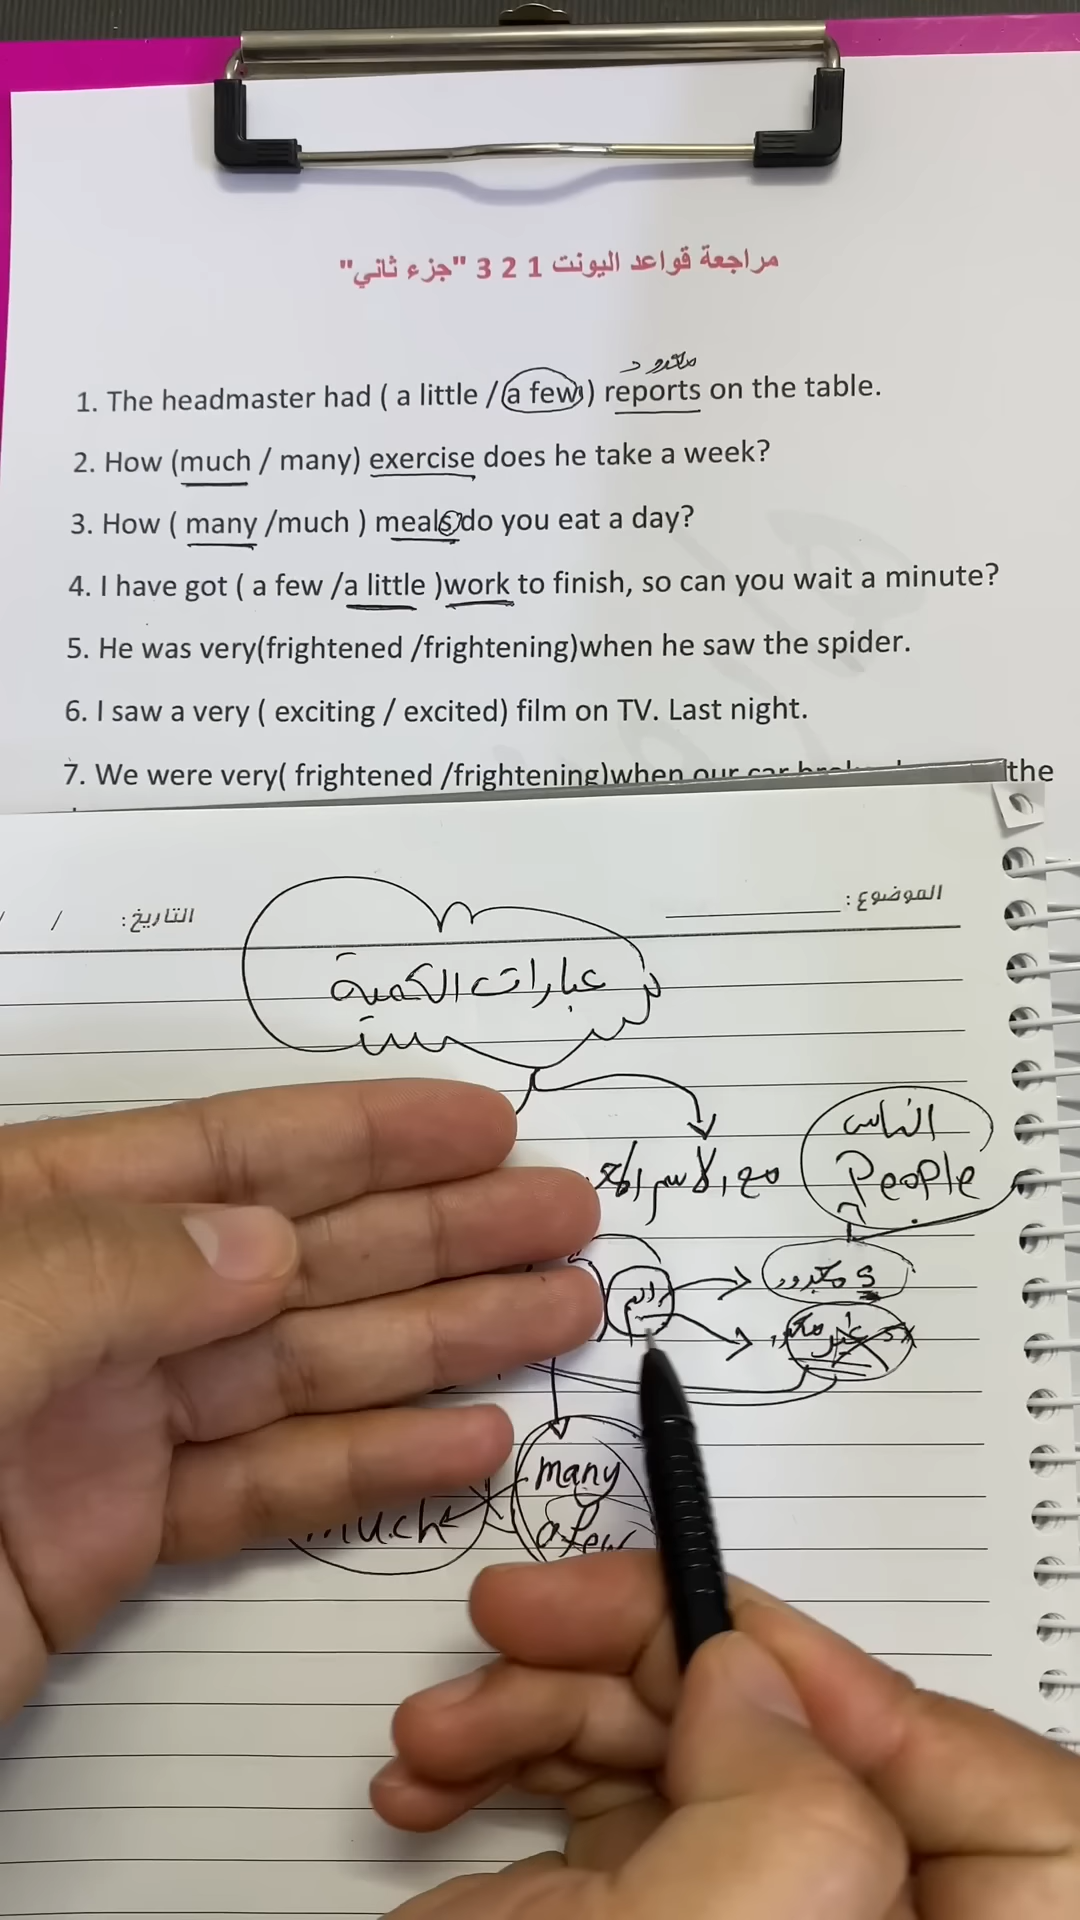 مراجعة قواعد اليونت 1 2 3 "جزء ثاني"
معدود
1. The headmaster had ( a little / a few ) reports on the table.
2. How (much / many) exercise does he take a week?
3. How ( many /much ) meals do you eat a day?
4. I have got ( a few /a little )work to finish, so can you wait a minute?
5. He was very(frightened /frightening)when he saw the spider.
6. I saw a very ( exciting / excited) film on TV. Last night.
7. We were very( frightened /frightening)when our car the
الموضوع:
التاريخ: / /
عبارات الكمية
الناس
People
مع الاسم
معدود s
اسم
غير معدود s
many
much
a few